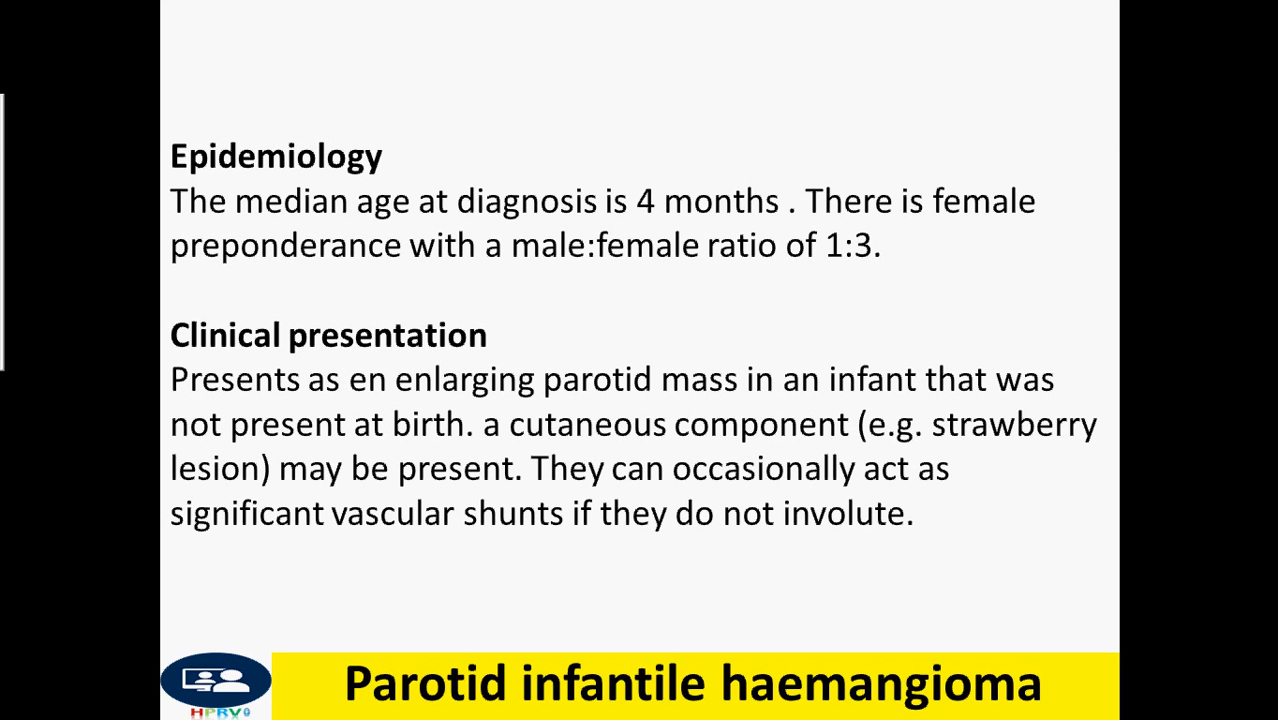 Epidemiology
The median age at diagnosis is 4 months . There is female
preponderance with a male:female ratio of 1:3.
Clinical presentation
Presents as en enlarging parotid mass in an infant that was
not present at birth. a cutaneous component (e.g. strawberry
lesion) may be present. They can occasionally act as
significant vascular shunts if they do not involute.
Parotid infantile haemangioma
HPRV